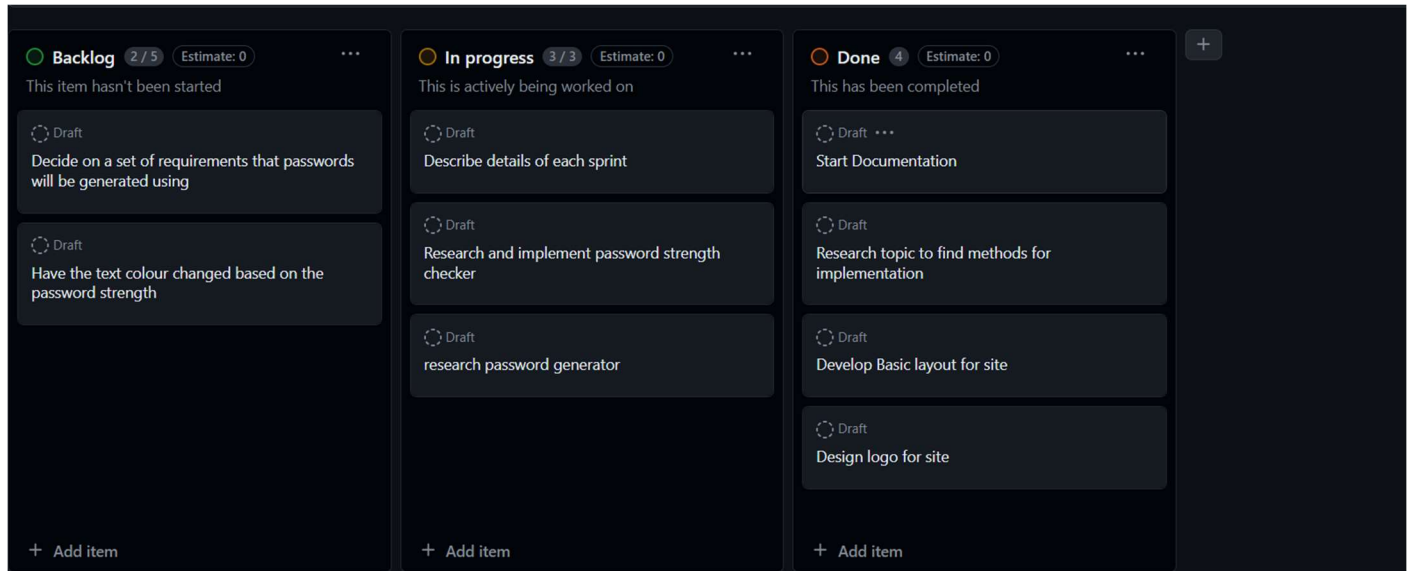 Backlog 2 / 5 Estimate: 0
This item hasn't been started
Draft
Decide on a set of requirements that passwords
will be generated using
Draft
Have the text colour changed based on the
password strength
+ Add item
In progress 3 / 3 Estimate: 0
This is actively being worked on
Draft
Describe details of each sprint
Draft
Research and implement password strength
checker
Draft
research password generator
+ Add item
Done 4 Estimate: 0
This has been completed
Draft
Start Documentation
Draft
Research topic to find methods for
implementation
Draft
Develop Basic layout for site
Draft
Design logo for site
+ Add item
+